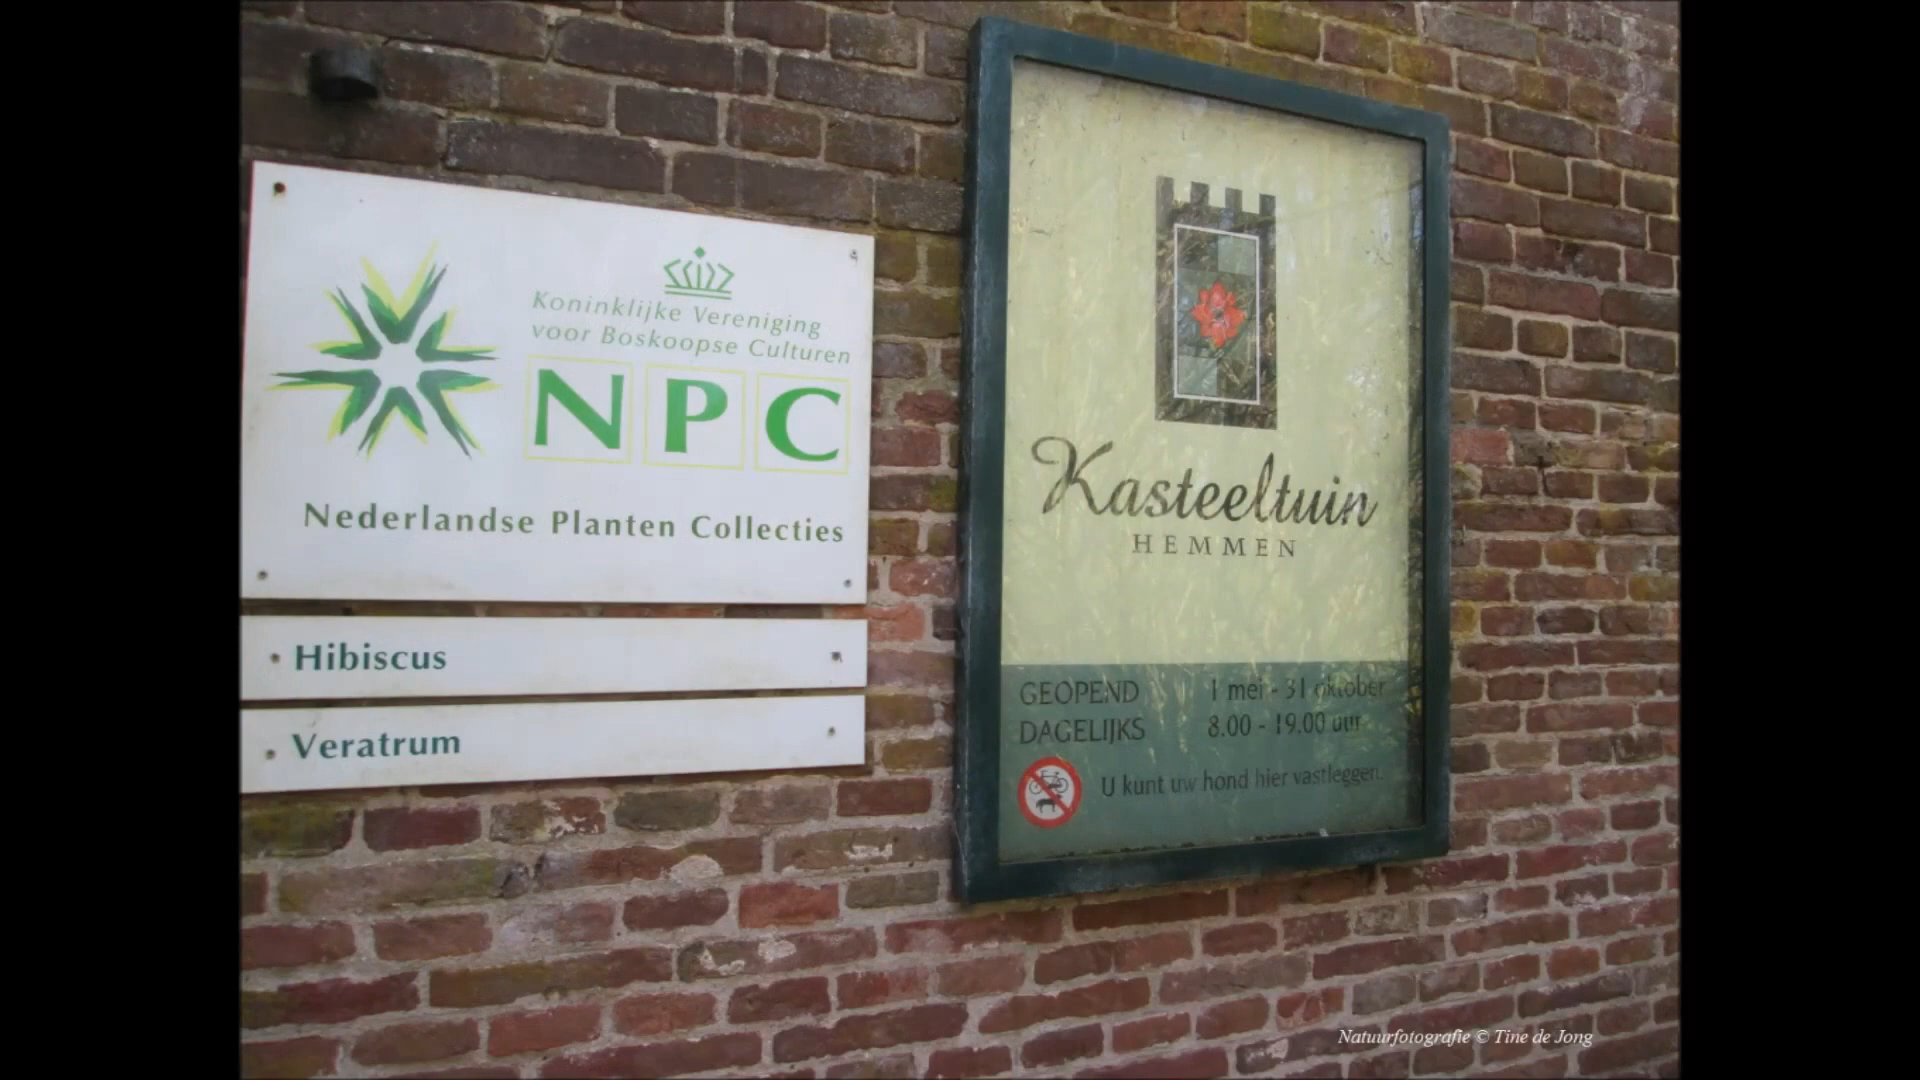 Koninklijke Vereniging
voor Boskoopse Culturen
NPC
Nederlandse Planten Collecties
Hibiscus
Veratrum
Kasteeltuin
HEMMEN
GEOPEND 1 mei - 31 oktober
DAGELIJKS 8.00 - 19.00 uur
U kunt uw hond hier vastleggen.
Natuurfotografie © Tine de Jong